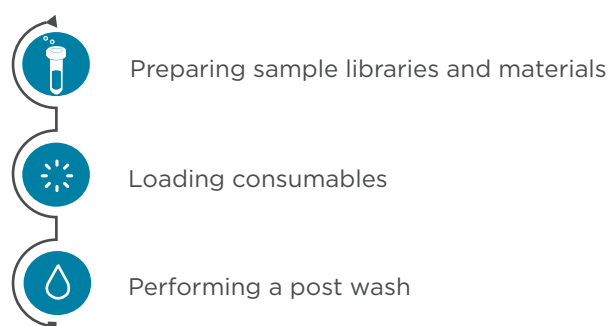 Preparing sample libraries and materials
Loading consumables
Performing a post wash